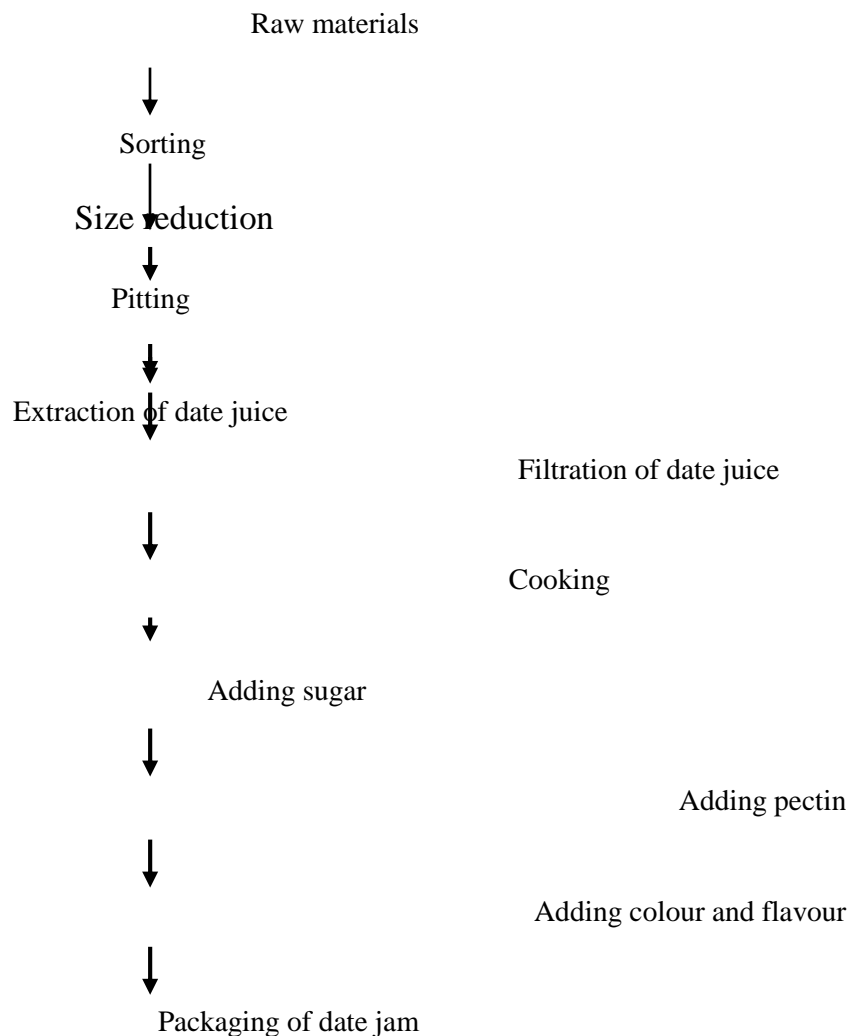 Raw materials
Sorting
Size reduction
Pitting
Extraction of date juice
Filtration of date juice
Cooking
Adding sugar
Adding pectin
Adding colour and flavour
Packaging of date jam